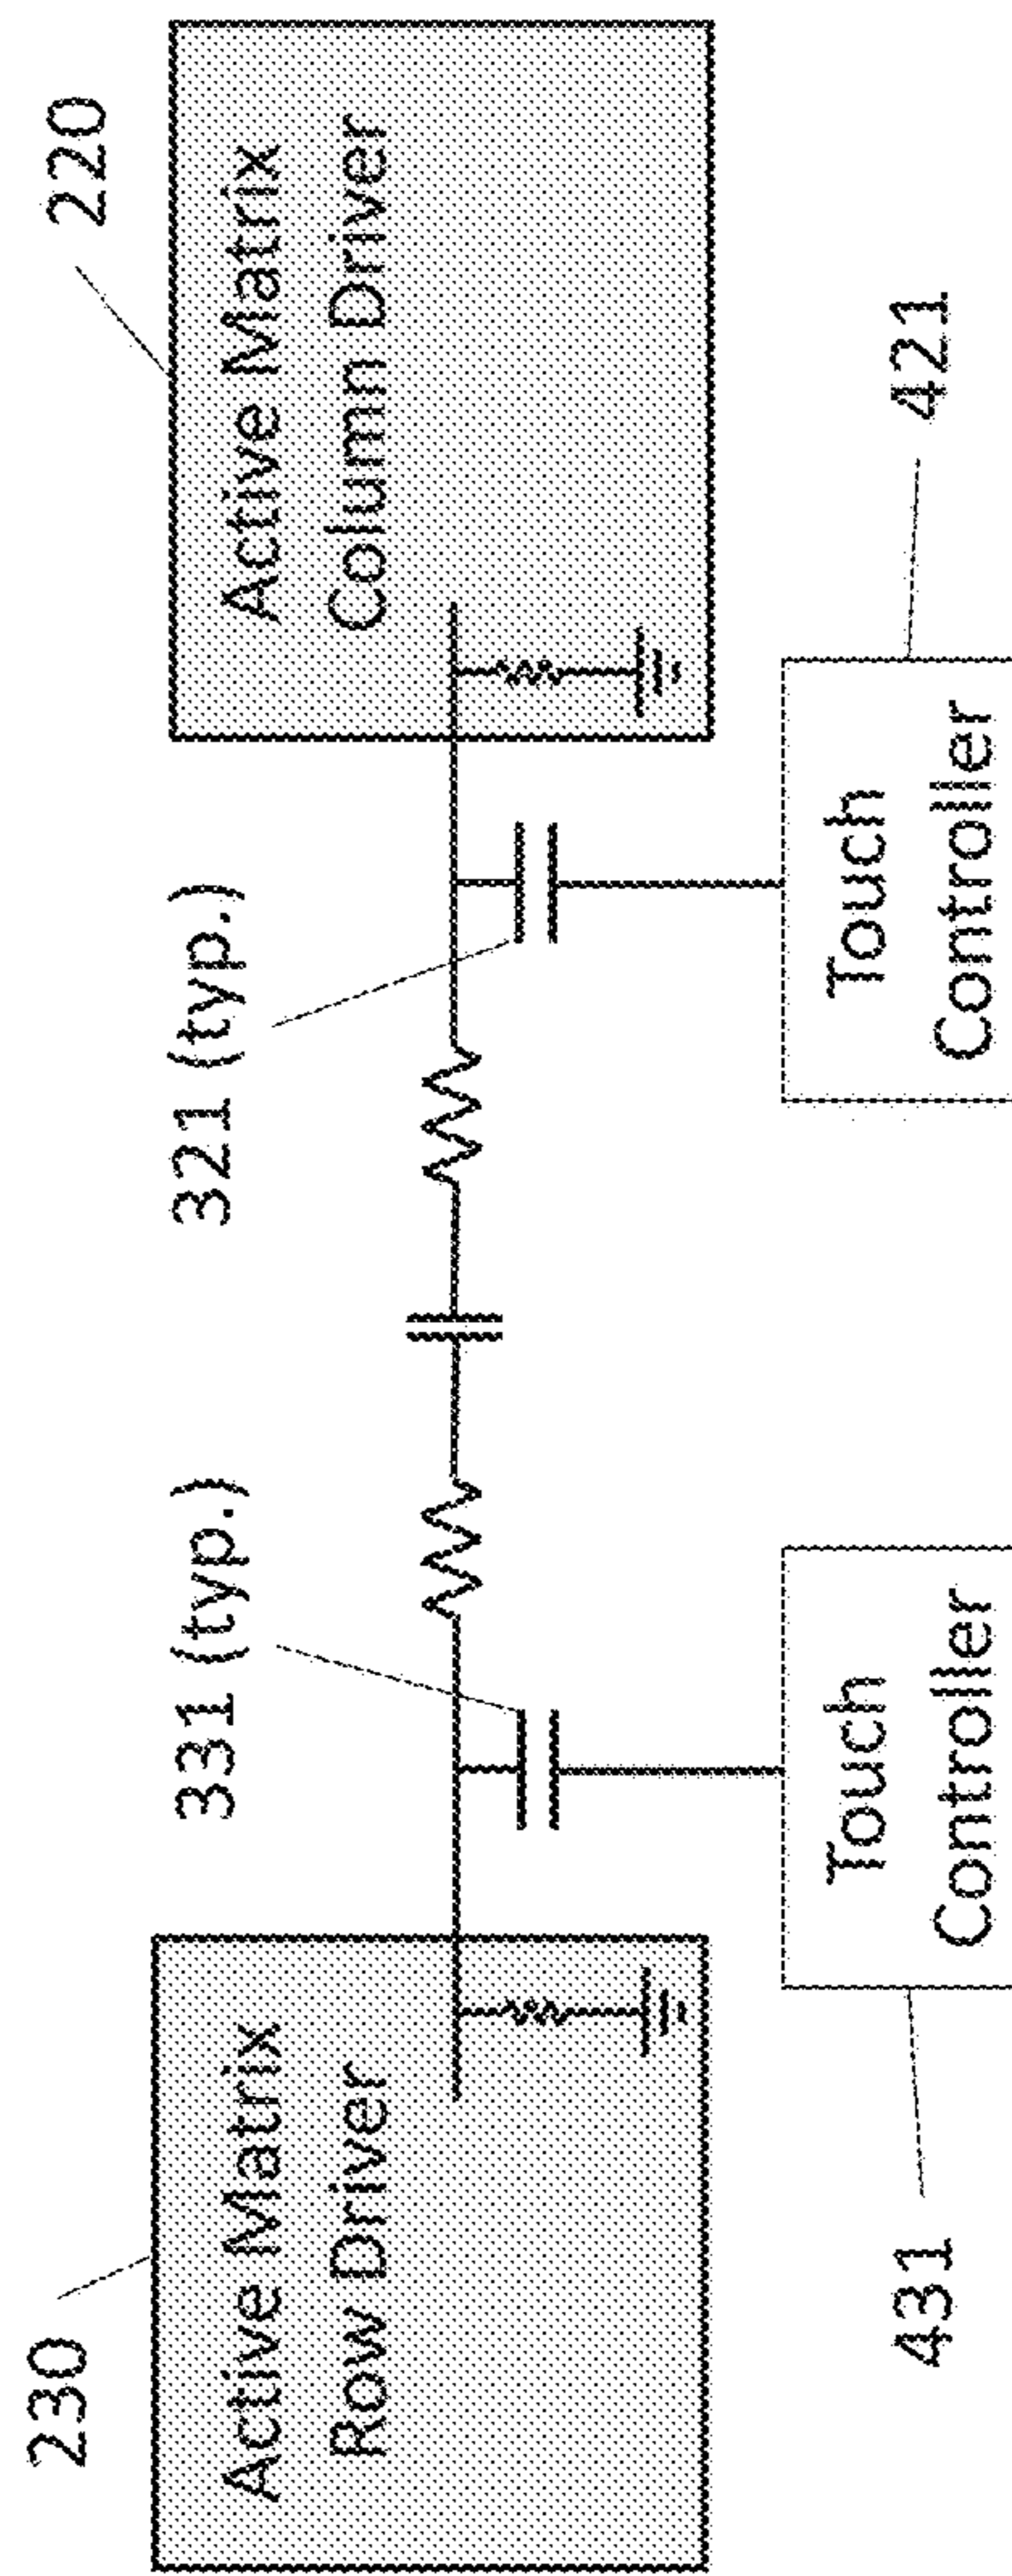 230
Active Matrix
Row Driver
331 (typ.)
321 (typ.)
220
Active Matrix
Column Driver
431
Touch
Controller
Touch
Controller
421